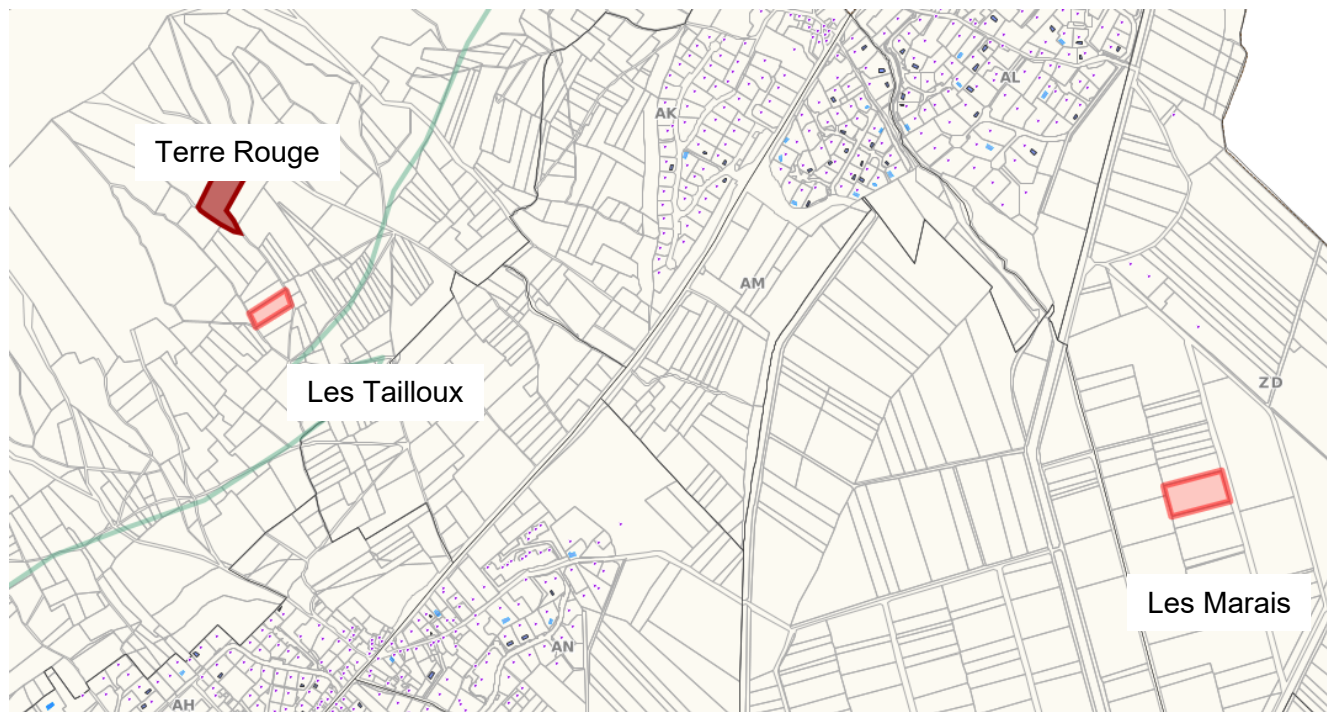 AL
AK
Terre Rouge
AM
ZD
Les Tailloux
Les Marais
AN
AH